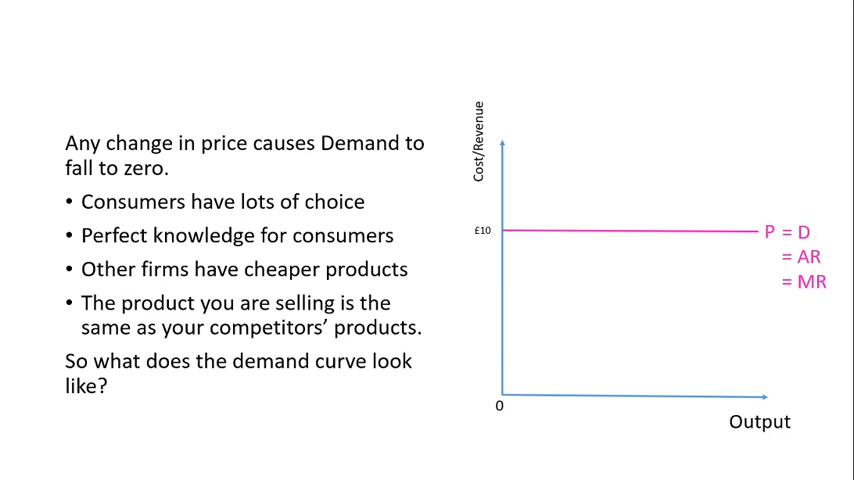 Any change in price causes Demand to
fall to zero.
• Consumers have lots of choice
• Perfect knowledge for consumers
• Other firms have cheaper products
• The product you are selling is the
same as your competitors’ products.
So what does the demand curve look
like?
Cost/Revenue
£10
P = D
= AR
= MR
0
Output